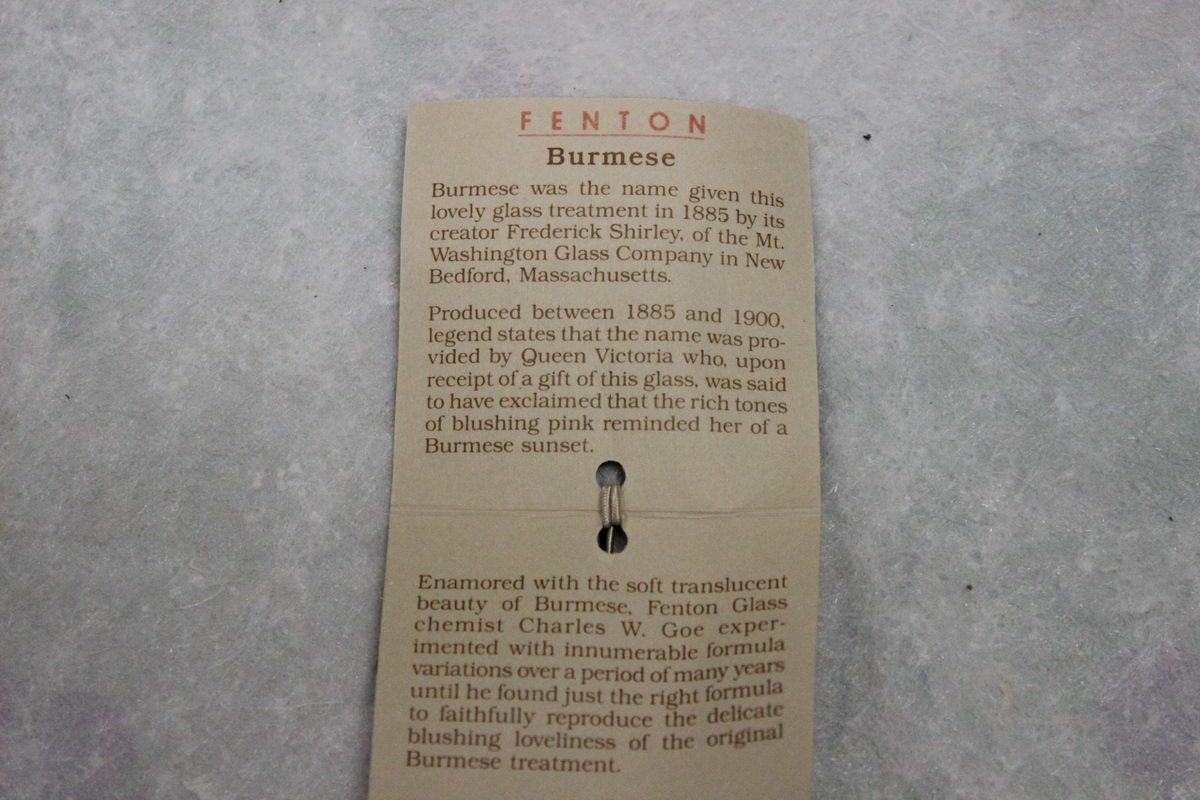 FENTON
Burmese
Burmese was the name given this
lovely glass treatment in 1885 by its
creator Frederick Shirley, of the Mt.
Washington Glass Company in New
Bedford, Massachusetts.
Produced between 1885 and 1900,
legend states that the name was pro-
vided by Queen Victoria who, upon
receipt of a gift of this glass, was said
to have exclaimed that the rich tones
of blushing pink reminded her of a
Burmese sunset.
Enamored with the soft translucent
beauty of Burmese, Fenton Glass
chemist Charles W. Goe exper-
imented with innumerable formula
variations over a period of many years
until he found just the right formula
to faithfully reproduce the delicate
blushing loveliness of the original
Burmese treatment.